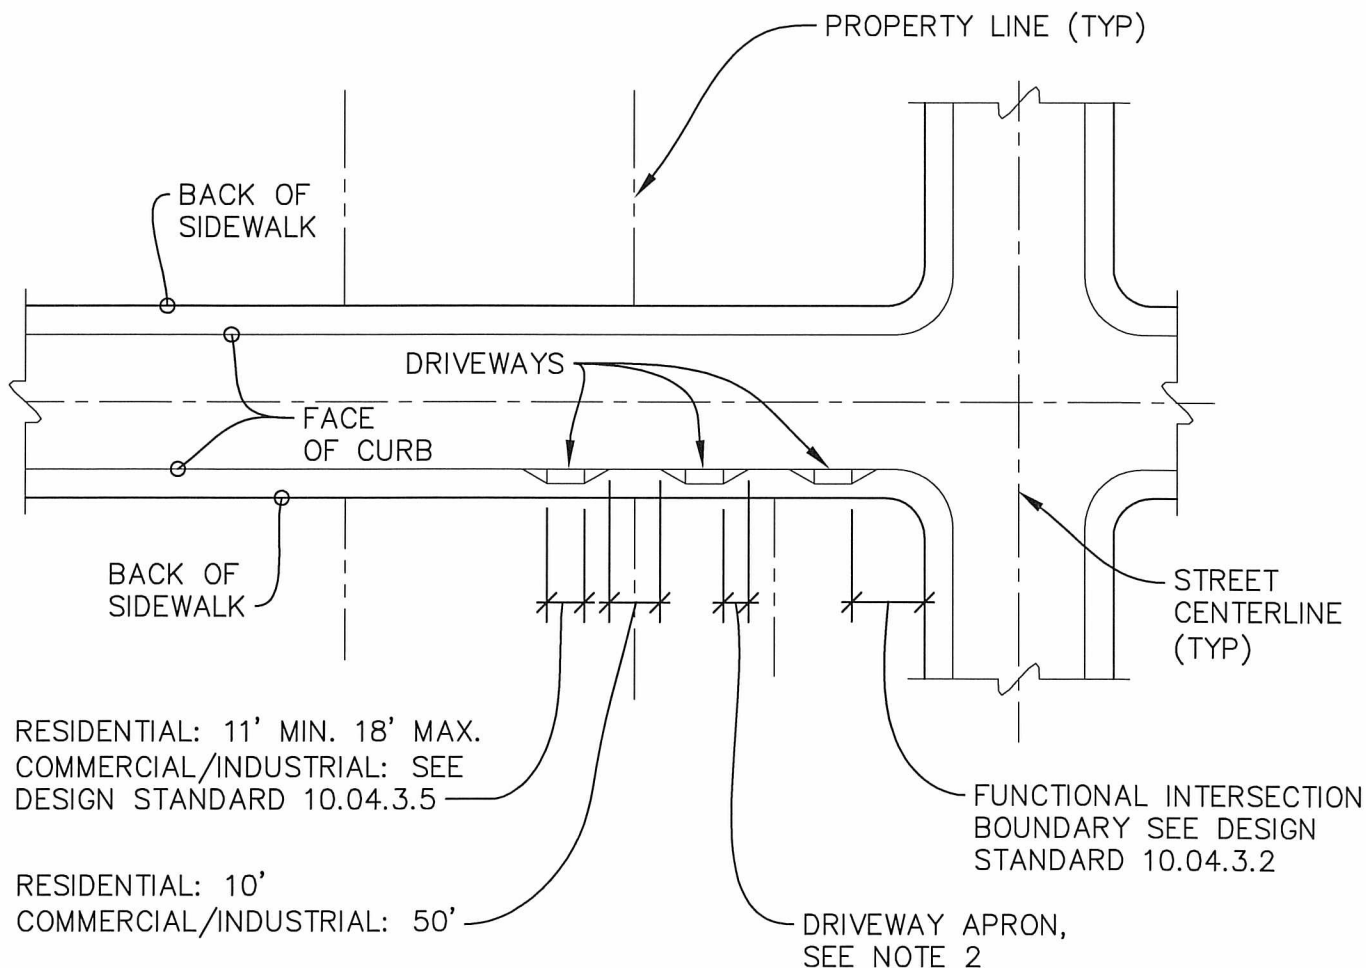 PROPERTY LINE (TYP)
BACK OF
SIDEWALK
DRIVEWAYS
FACE
OF CURB
BACK OF
SIDEWALK
STREET
CENTERLINE
(TYP)
RESIDENTIAL: 11' MIN. 18' MAX.
COMMERCIAL/INDUSTRIAL: SEE
DESIGN STANDARD 10.04.3.5
FUNCTIONAL INTERSECTION
BOUNDARY SEE DESIGN
STANDARD 10.04.3.2
RESIDENTIAL: 10'
COMMERCIAL/INDUSTRIAL: 50'
DRIVEWAY APRON,
SEE NOTE 2